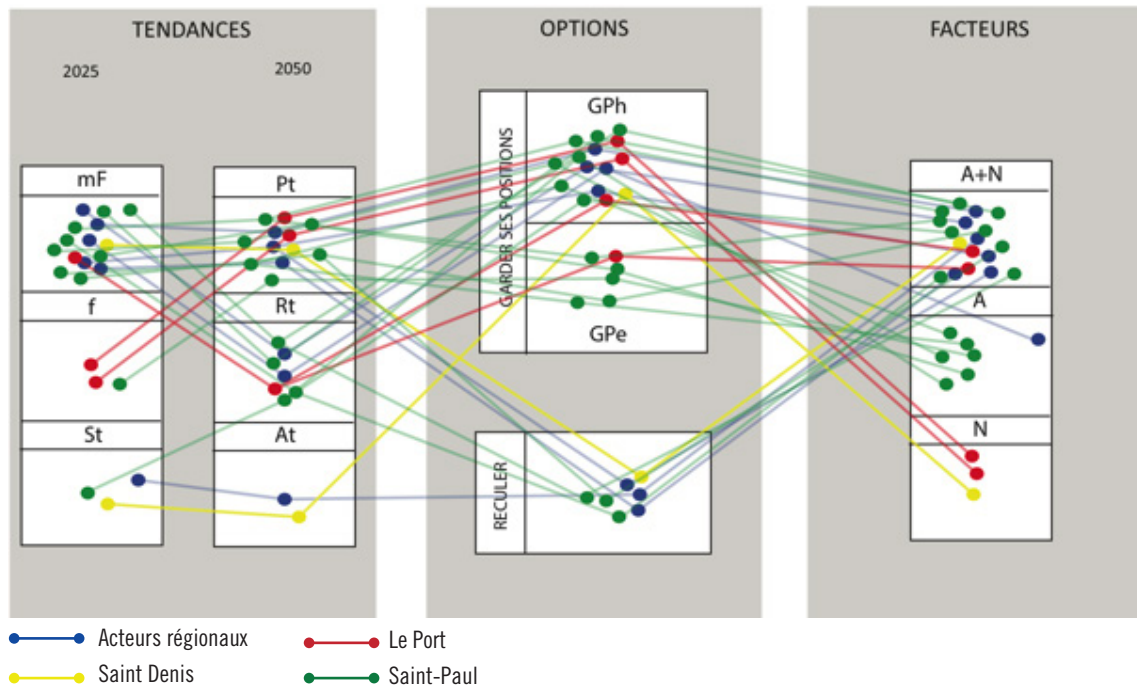 TENDANCES
OPTIONS
FACTEURS
2025
2050
mF
Pt
f
Rt
St
At
GARDER SES POSITIONS
GPh
GPe
RECULER
A+N
A
N
Acteurs régionaux
Le Port
Saint Denis
Saint-Paul